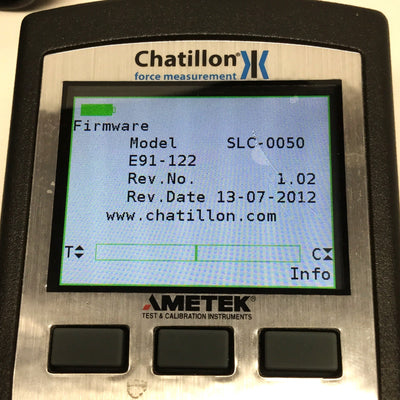 Chatillon®
force measurement
Firmware
Model SLC-0050
E91-122
Rev.No. 1.02
Rev.Date 13-07-2012
www.chatillon.com
T C
Info
AMETEK®
TEST & CALIBRATION INSTRUMENTS